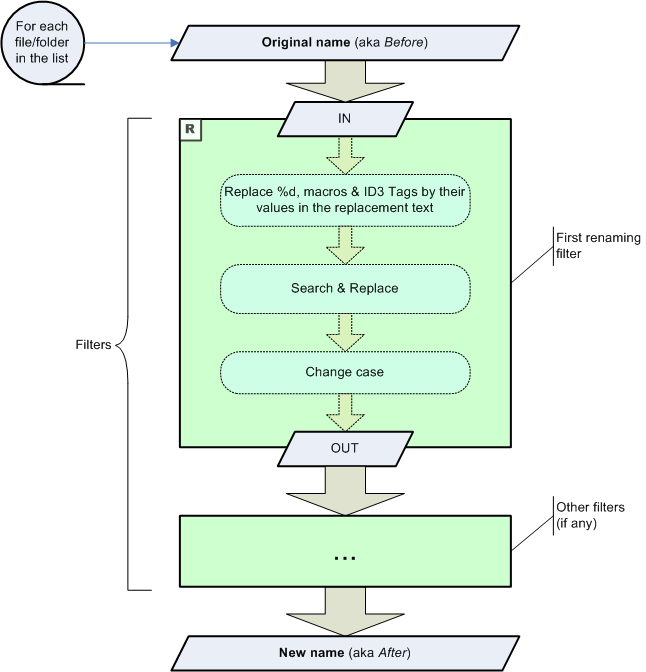 For each
file/folder
in the list
Original name (aka Before)
IN
R
Replace %d, macros & ID3 Tags by their
values in the replacement text
First renaming
filter
Search & Replace
Filters
Change case
OUT
Other filters
(if any)
...
New name (aka After)